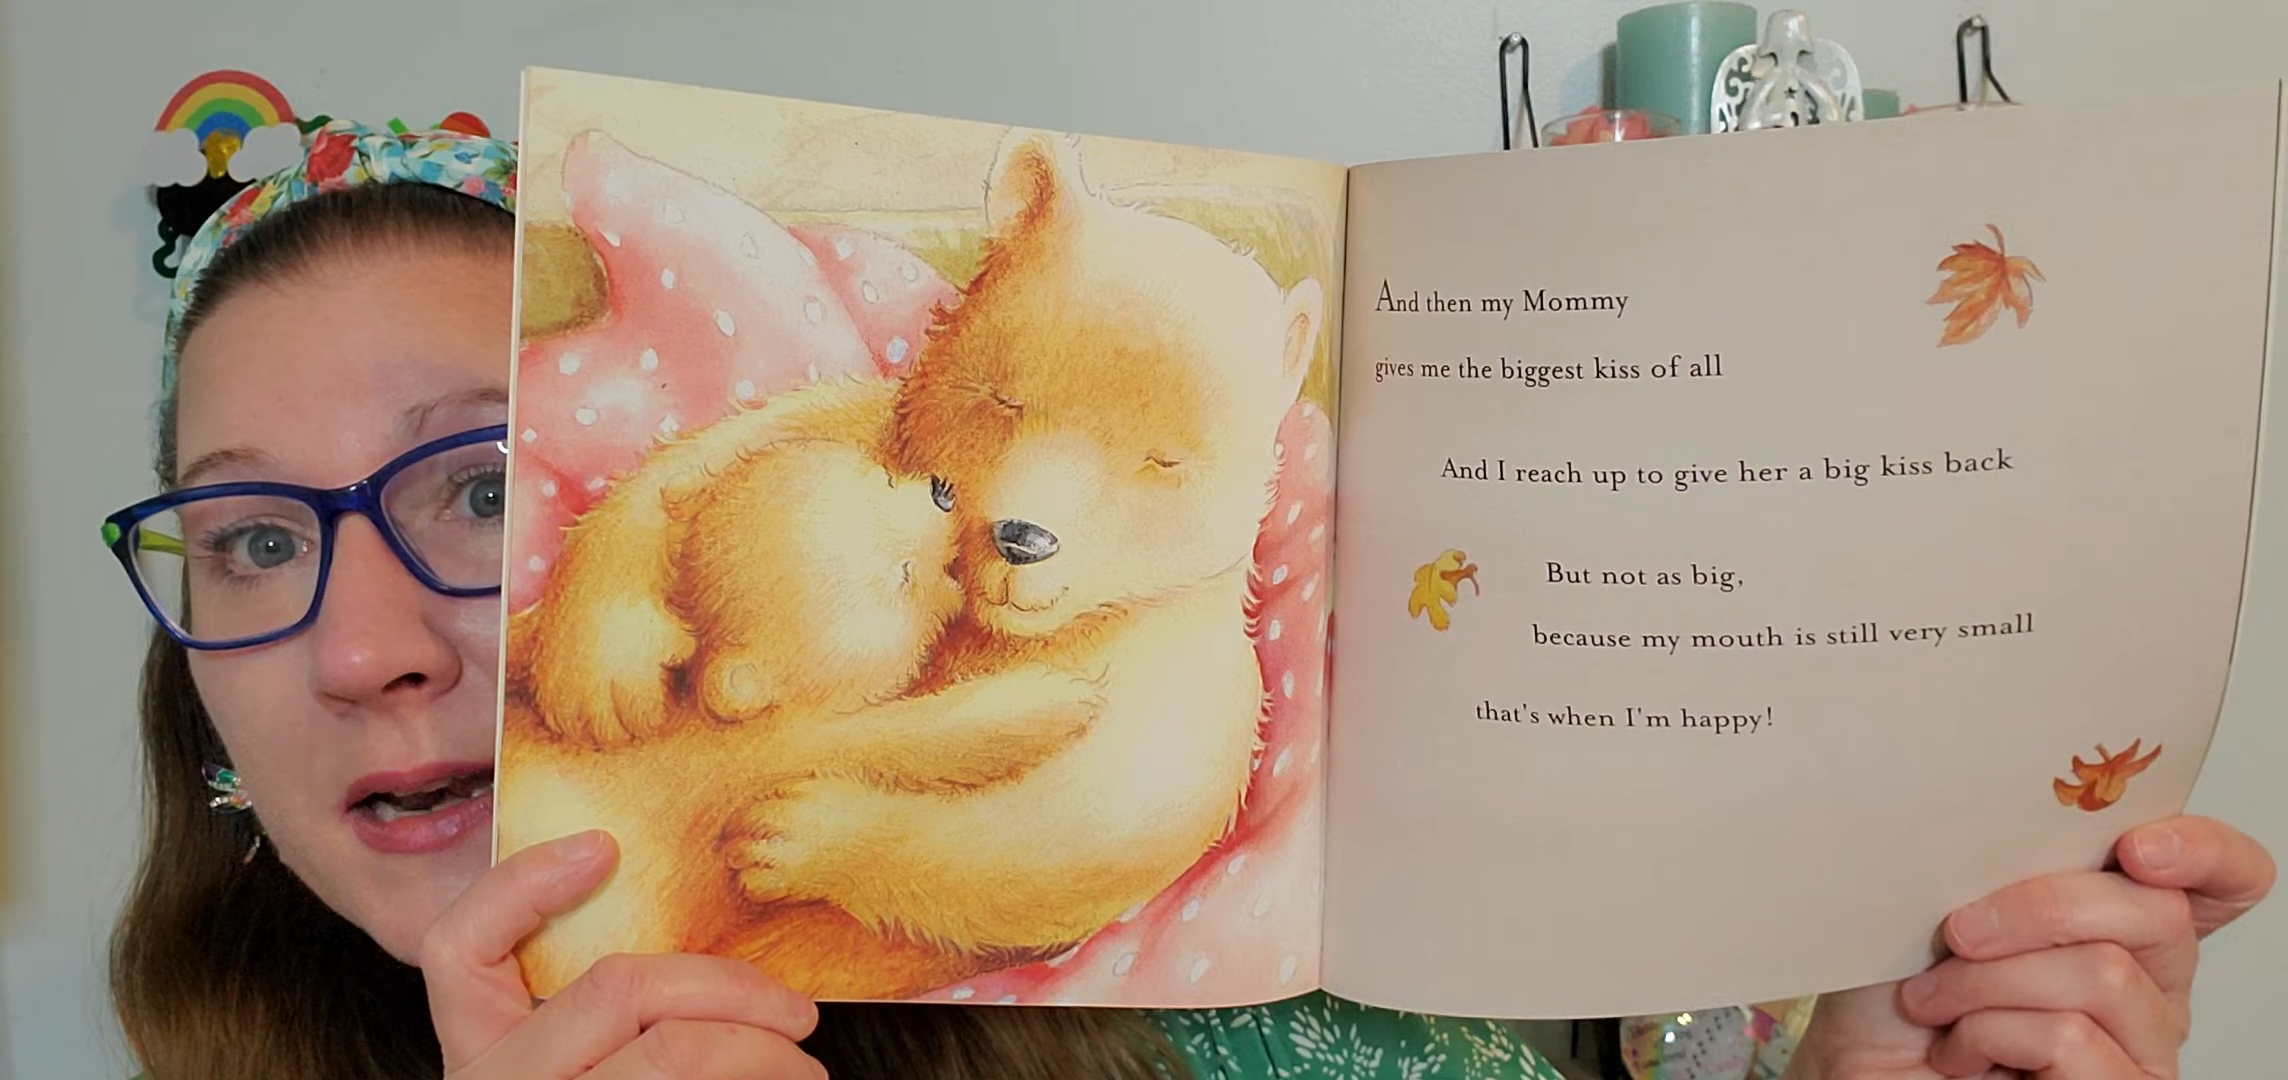 And then my Mommy
gives me the biggest kiss of all
And I reach up to give her a big kiss back
But not as big,
because my mouth is still very small
that's when I'm happy!